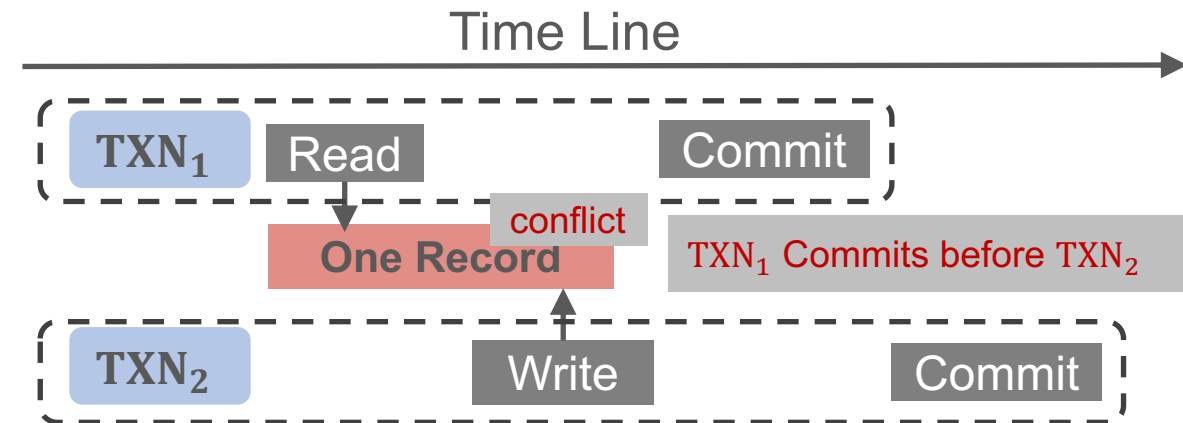 Time Line
TXN₁
Read
Commit
conflict
One Record
TXN₁ Commits before TXN₂
TXN₂
Write
Commit